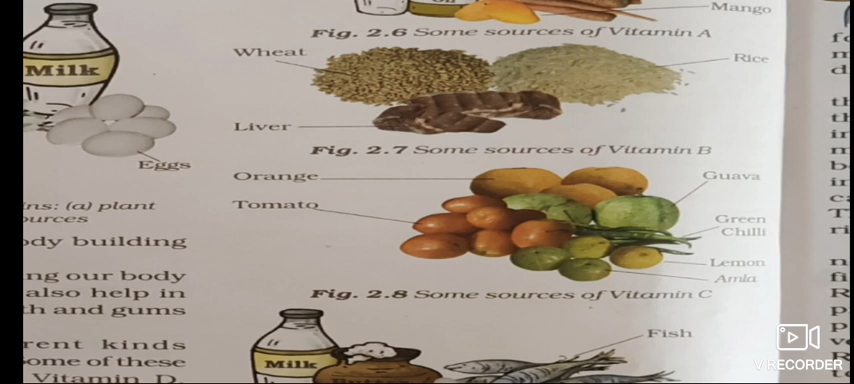 Milk
Eggs
ins: (a) plant
ources
ody building
ng our body
also help in
th and gums
rent kinds
ome of these
Vitamin D,
Mango
Fig. 2.6 Some sources of Vitamin A
Wheat
Rice
Liver
Fig. 2.7 Some sources of Vitamin B
Orange
Guava
Tomato
Green
Chilli
Lemon
Amla
Fig. 2.8 Some sources of Vitamin C
Fish
Milk
V RECORDER